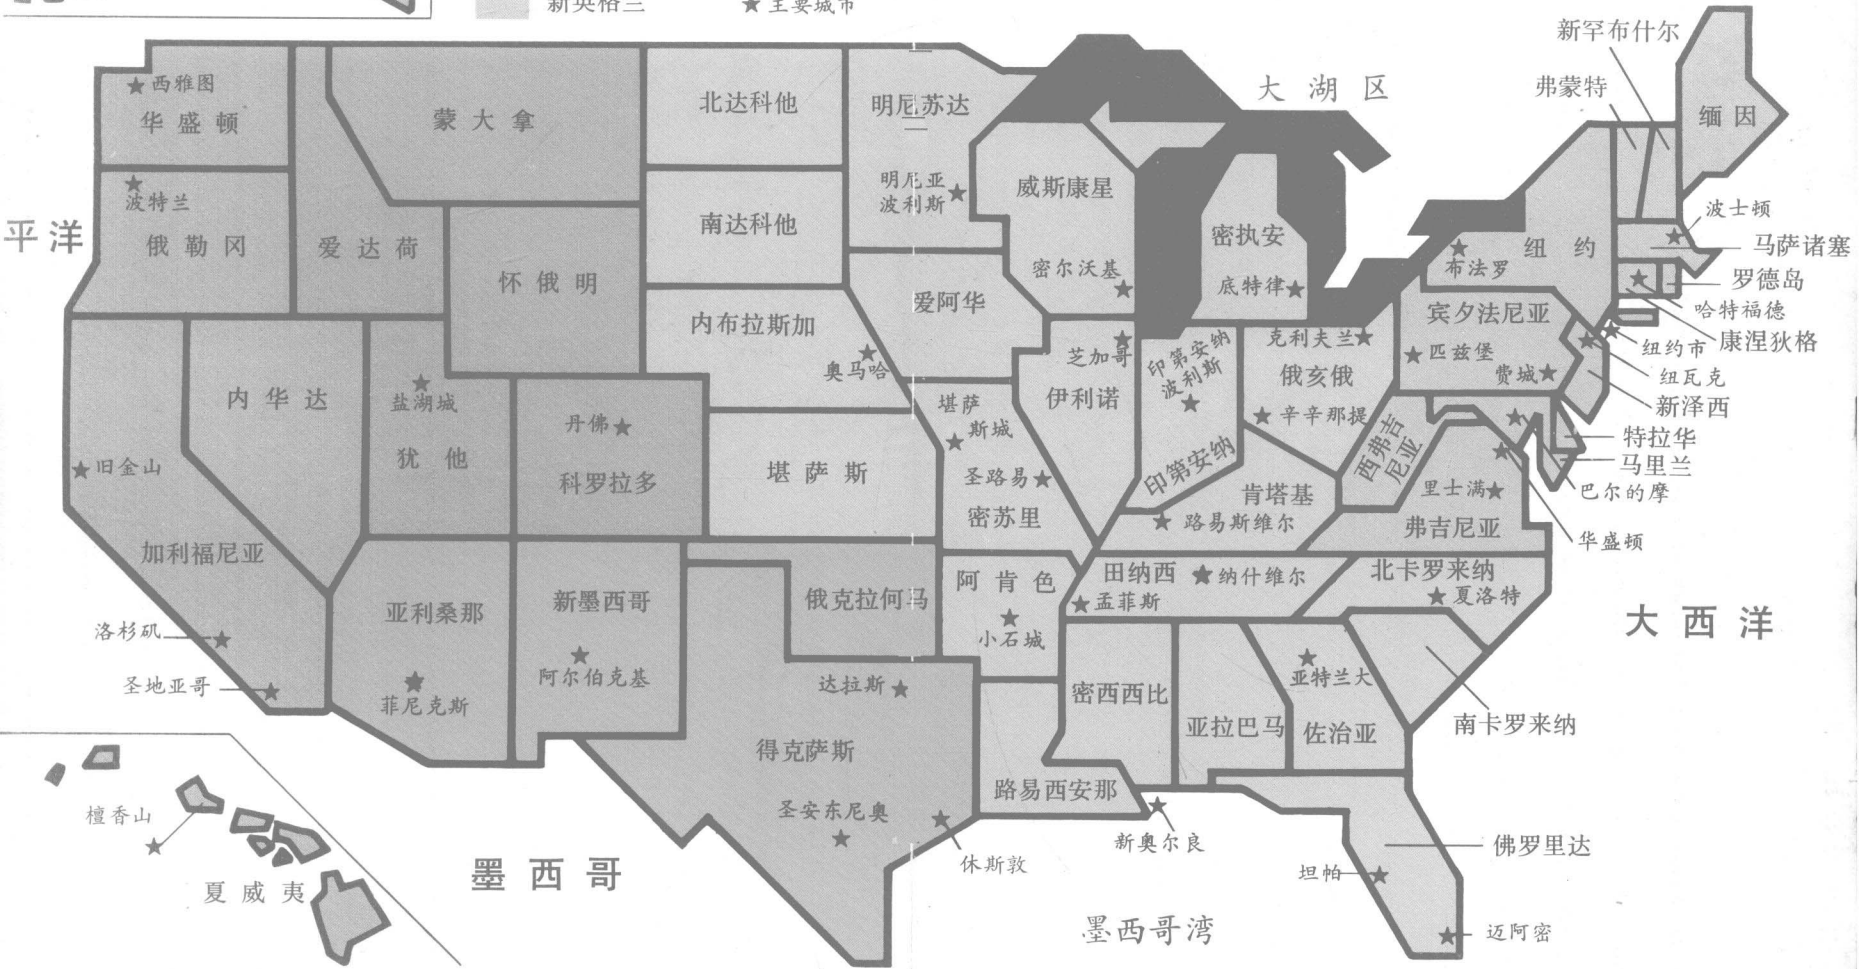 新英格兰
★主要城市
新罕布什尔
大湖区
弗蒙特
缅因
西雅图
华盛顿
蒙大拿
北达科他
明尼苏达
波特兰
俄勒冈
平洋
爱达荷
怀俄明
南达科他
明尼亚
波利斯
威斯康星
密尔沃基
密执安
底特律
波士顿
马萨诸塞
纽约
布法罗
罗德岛
哈特福德
康涅狄格
宾夕法尼亚
纽约市
匹兹堡
费城
纽瓦克
新泽西
特拉华
马里兰
巴尔的摩
华盛顿
内布拉斯加
奥马哈
爱阿华
芝加哥
伊利诺
印第安纳
波利斯
印第安纳
克利夫兰
俄亥俄
辛辛那提
西弗吉
尼亚
里士满
弗吉尼亚
内华达
盐湖城
犹他
丹佛
科罗拉多
堪萨斯
堪萨
斯城
圣路易
密苏里
肯塔基
路易斯维尔
旧金山
加利福尼亚
洛杉矶
圣地亚哥
亚利桑那
菲尼克斯
新墨西哥
阿尔伯克基
俄克拉何马
阿肯色
小石城
田纳西
纳什维尔
孟菲斯
北卡罗来纳
夏洛特
大西洋
达拉斯
得克萨斯
圣安东尼奥
休斯敦
密西西比
亚拉巴马
亚特兰大
佐治亚
南卡罗来纳
路易西安那
新奥尔良
佛罗里达
坦帕
迈阿密
檀香山
夏威夷
墨西哥
墨西哥湾